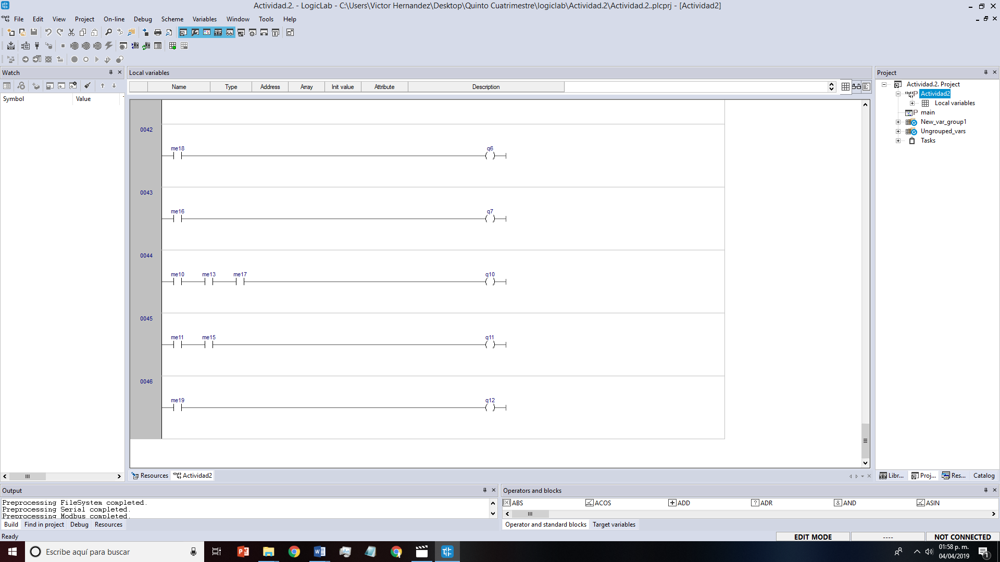 Actividad.2. - LogicLab - C:\Users\Victor Hernandez\Desktop\Quinto Cuatrimestre\logiclab\Actividad.2\Actividad.2..plcprj - [Actividad2]
File Edit View Project On-line Debug Scheme Variables Window Tools Help
Watch
Symbol Value
Local variables
Name Type Address Array Init value Attribute Description
0042
me18 q6
0043
me16 q7
0044
me10 me13 me17 q10
0045
me11 me15 q11
0046
me19 q12
Resources Actividad2
Project
Actividad.2. Project
Actividad2
Local variables
main
New_var_group1
Ungrouped_vars
Tasks
Libr... Proj... Res... Catalog
Output
Preprocessing FileSystem completed.
Preprocessing Serial completed.
Preprocessing Modbus completed.
Build Find in project Debug Resources
Operators and blocks
ABS ACOS ADD ADR AND ASIN
Operator and standard blocks Target variables
Ready
EDIT MODE ---- NOT CONNECTED
Escribe aquí para buscar
01:58 p. m.
04/04/2019
1